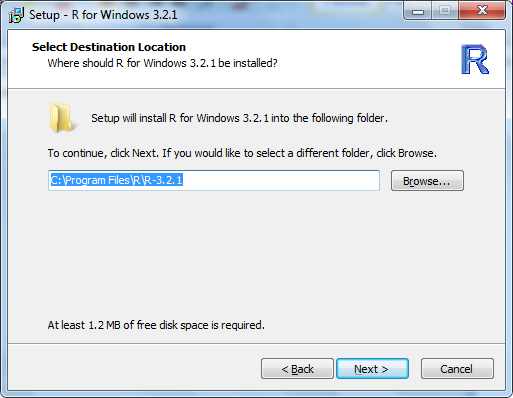 Setup - R for Windows 3.2.1
Select Destination Location
Where should R for Windows 3.2.1 be installed?
R
Setup will install R for Windows 3.2.1 into the following folder.
To continue, click Next. If you would like to select a different folder, click Browse.
C:\Program Files\R\R-3.2.1
Browse...
At least 1.2 MB of free disk space is required.
< Back
Next >
Cancel